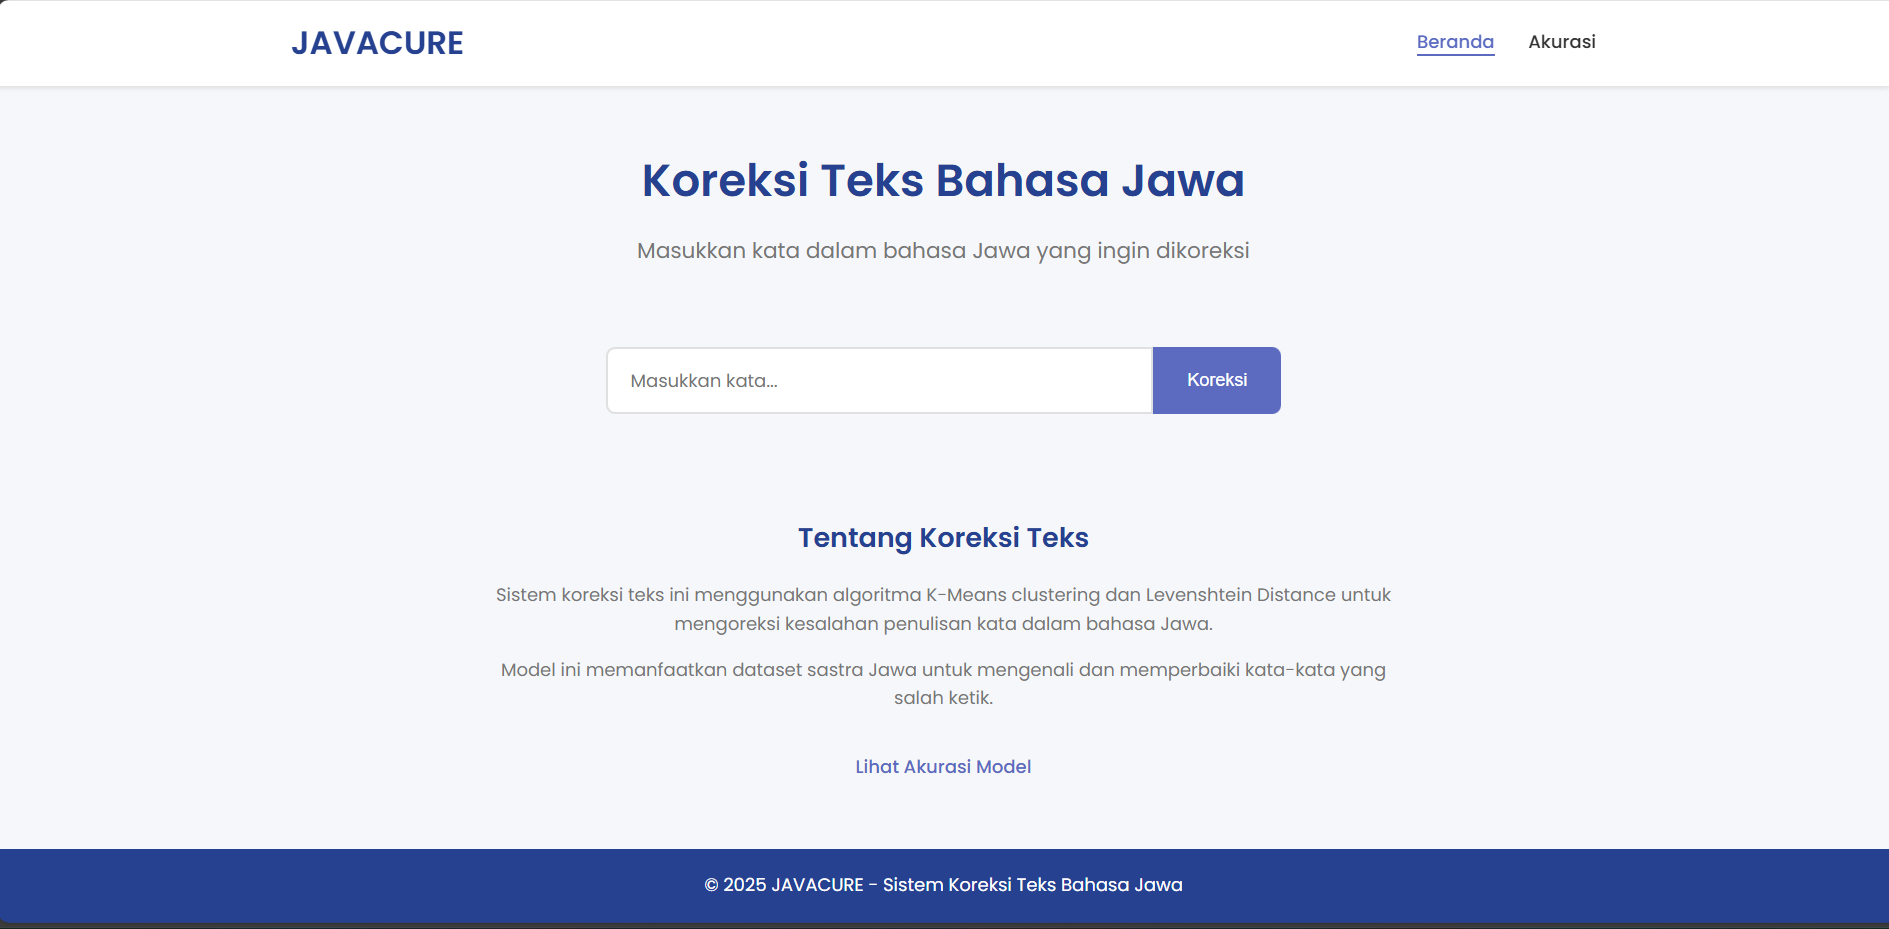 JAVACURE
Beranda
Akurasi
Koreksi Teks Bahasa Jawa
Masukkan kata dalam bahasa Jawa yang ingin dikoreksi
Masukkan kata...
Koreksi
Tentang Koreksi Teks
Sistem koreksi teks ini menggunakan algoritma K-Means clustering dan Levenshtein Distance untuk
mengoreksi kesalahan penulisan kata dalam bahasa Jawa.
Model ini memanfaatkan dataset sastra Jawa untuk mengenali dan memperbaiki kata-kata yang
salah ketik.
Lihat Akurasi Model
© 2025 JAVACURE - Sistem Koreksi Teks Bahasa Jawa